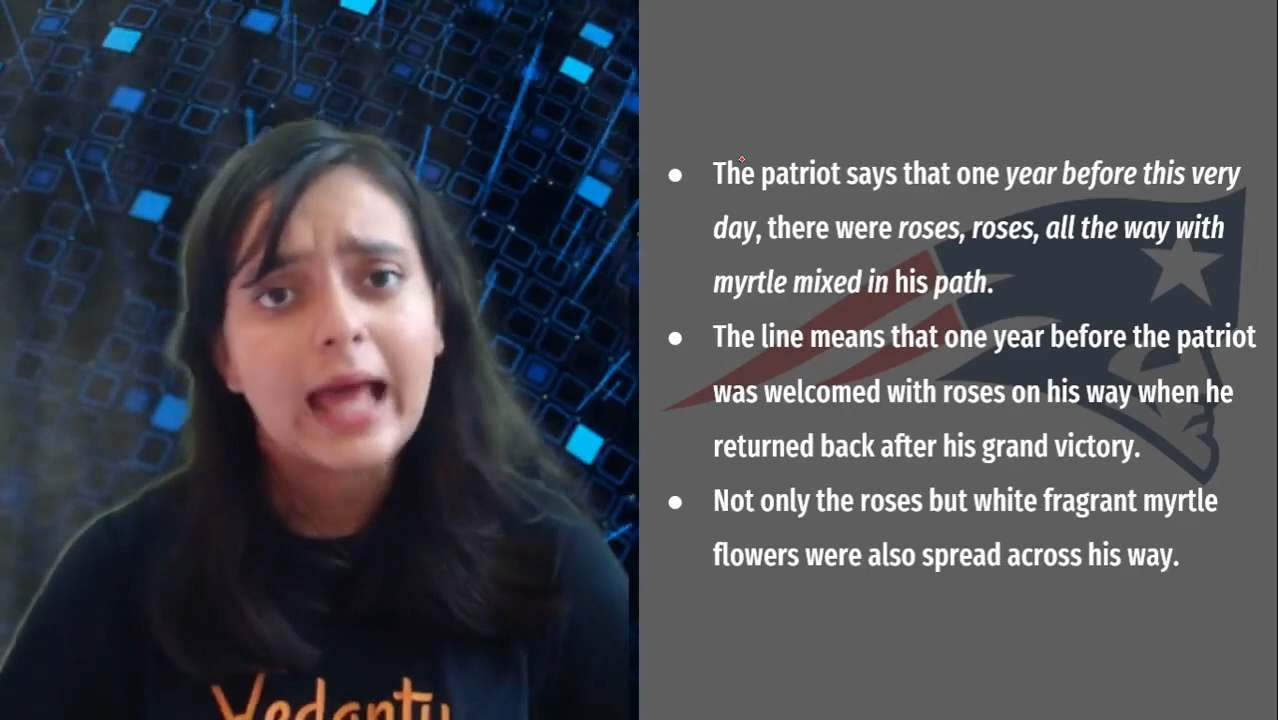 The patriot says that one year before this very
day, there were roses, roses, all the way with
myrtle mixed in his path.
The line means that one year before the patriot
was welcomed with roses on his way when he
returned back after his grand victory.
Not only the roses but white fragrant myrtle
flowers were also spread across his way.
Vedantu